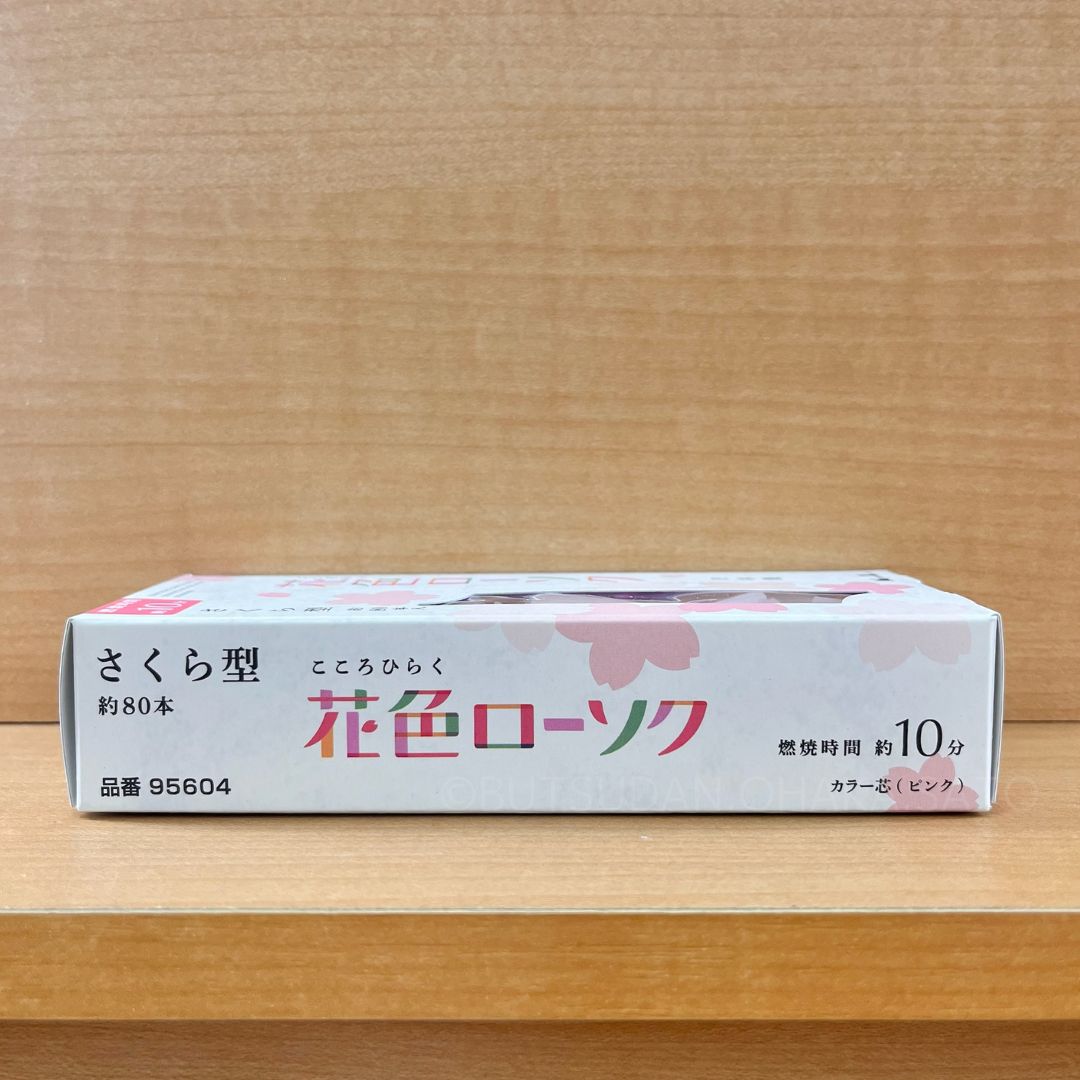 さくら型
約80本
品番 95604
こころひらく
花色ローソク
燃焼時間 約10分
カラー芯(ピンク)